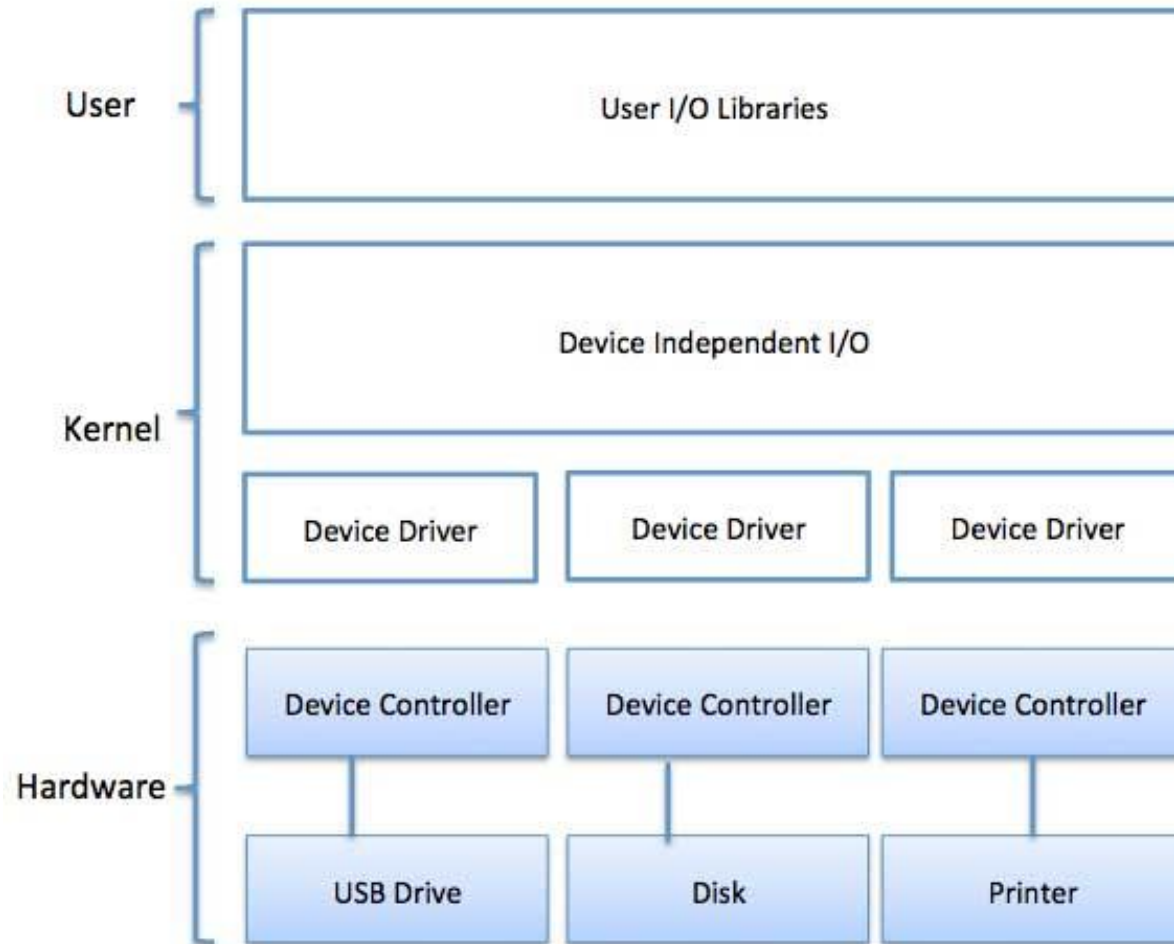 User
User I/O Libraries
Kernel
Device Independent I/O
Device Driver
Device Driver
Device Driver
Hardware
Device Controller
Device Controller
Device Controller
USB Drive
Disk
Printer